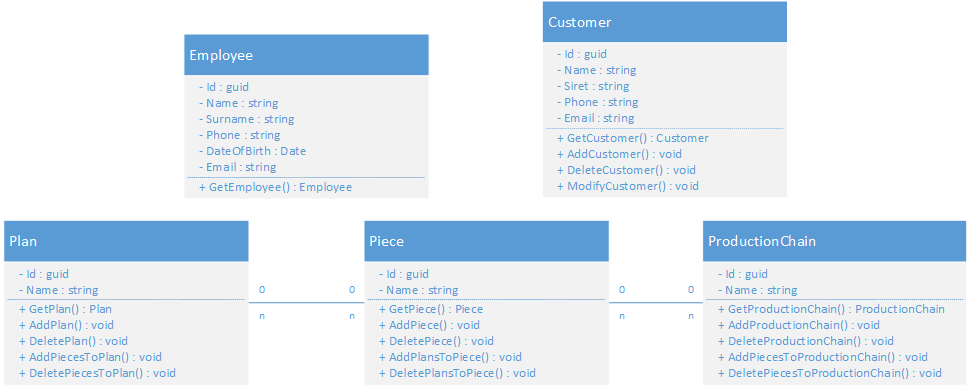 Employee
- Id : guid
- Name : string
- Surname : string
- Phone : string
- DateOfBirth : Date
- Email : string
+ GetEmployee() : Employee
Customer
- Id : guid
- Name : string
- Siret : string
- Phone : string
- Email : string
+ GetCustomer() : Customer
+ AddCustomer() : void
+ DeleteCustomer() : void
+ ModifyCustomer() : void
Plan
- Id : guid
- Name : string
+ GetPlan() : Plan
+ AddPlan() : void
+ DeletePlan() : void
+ AddPiecesToPlan() : void
+ DeletePiecesToPlan() : void
0 0
n n
Piece
- Id : guid
- Name : string
+ GetPiece() : Piece
+ AddPiece() : void
+ DeletePiece() : void
+ AddPlansToPiece() : void
+ DeletePlansToPiece() : void
0 0
n n
ProductionChain
- Id : guid
- Name : string
+ GetProductionChain() : ProductionChain
+ AddProductionChain() : void
+ DeleteProductionChain() : void
+ AddPiecesToProductionChain() : void
+ DeletePiecesToProductionChain() : void